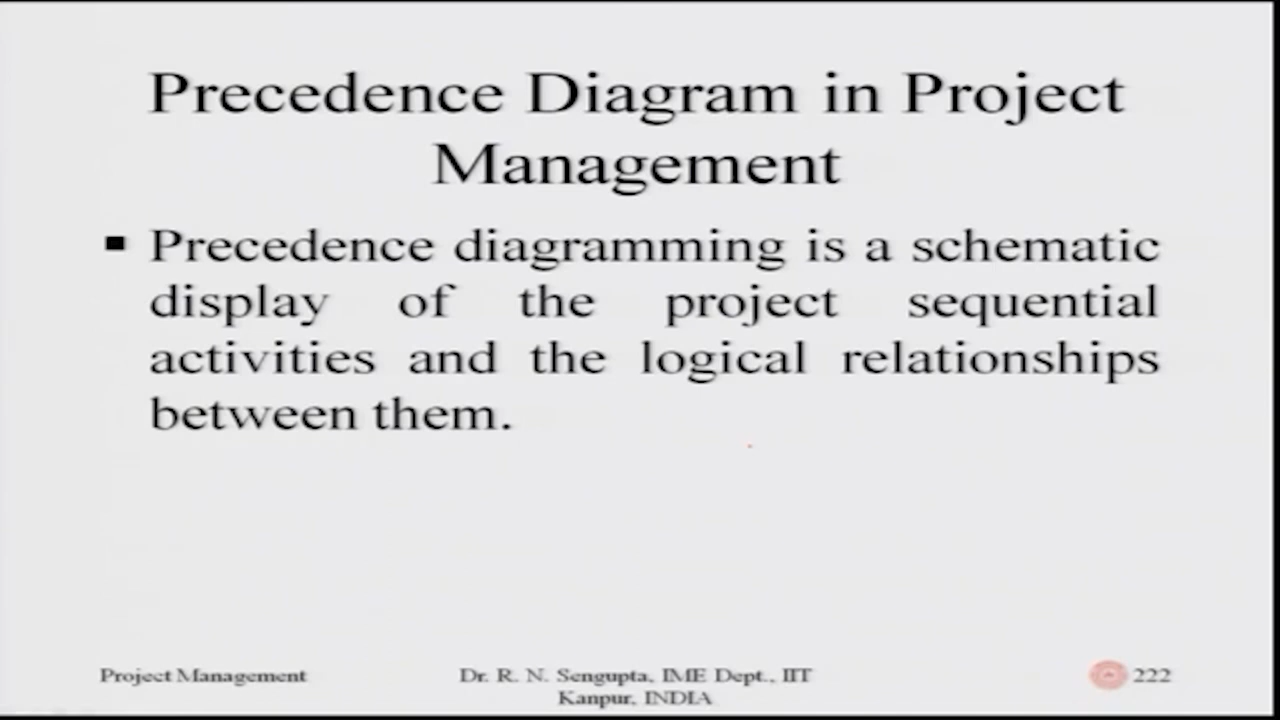 Precedence Diagram in Project
Management
▪ Precedence diagramming is a schematic
display of the project sequential
activities and the logical relationships
between them.
Project Management
Dr. R. N. Sengupta, IME Dept., IIT
Kanpur, INDIA
222